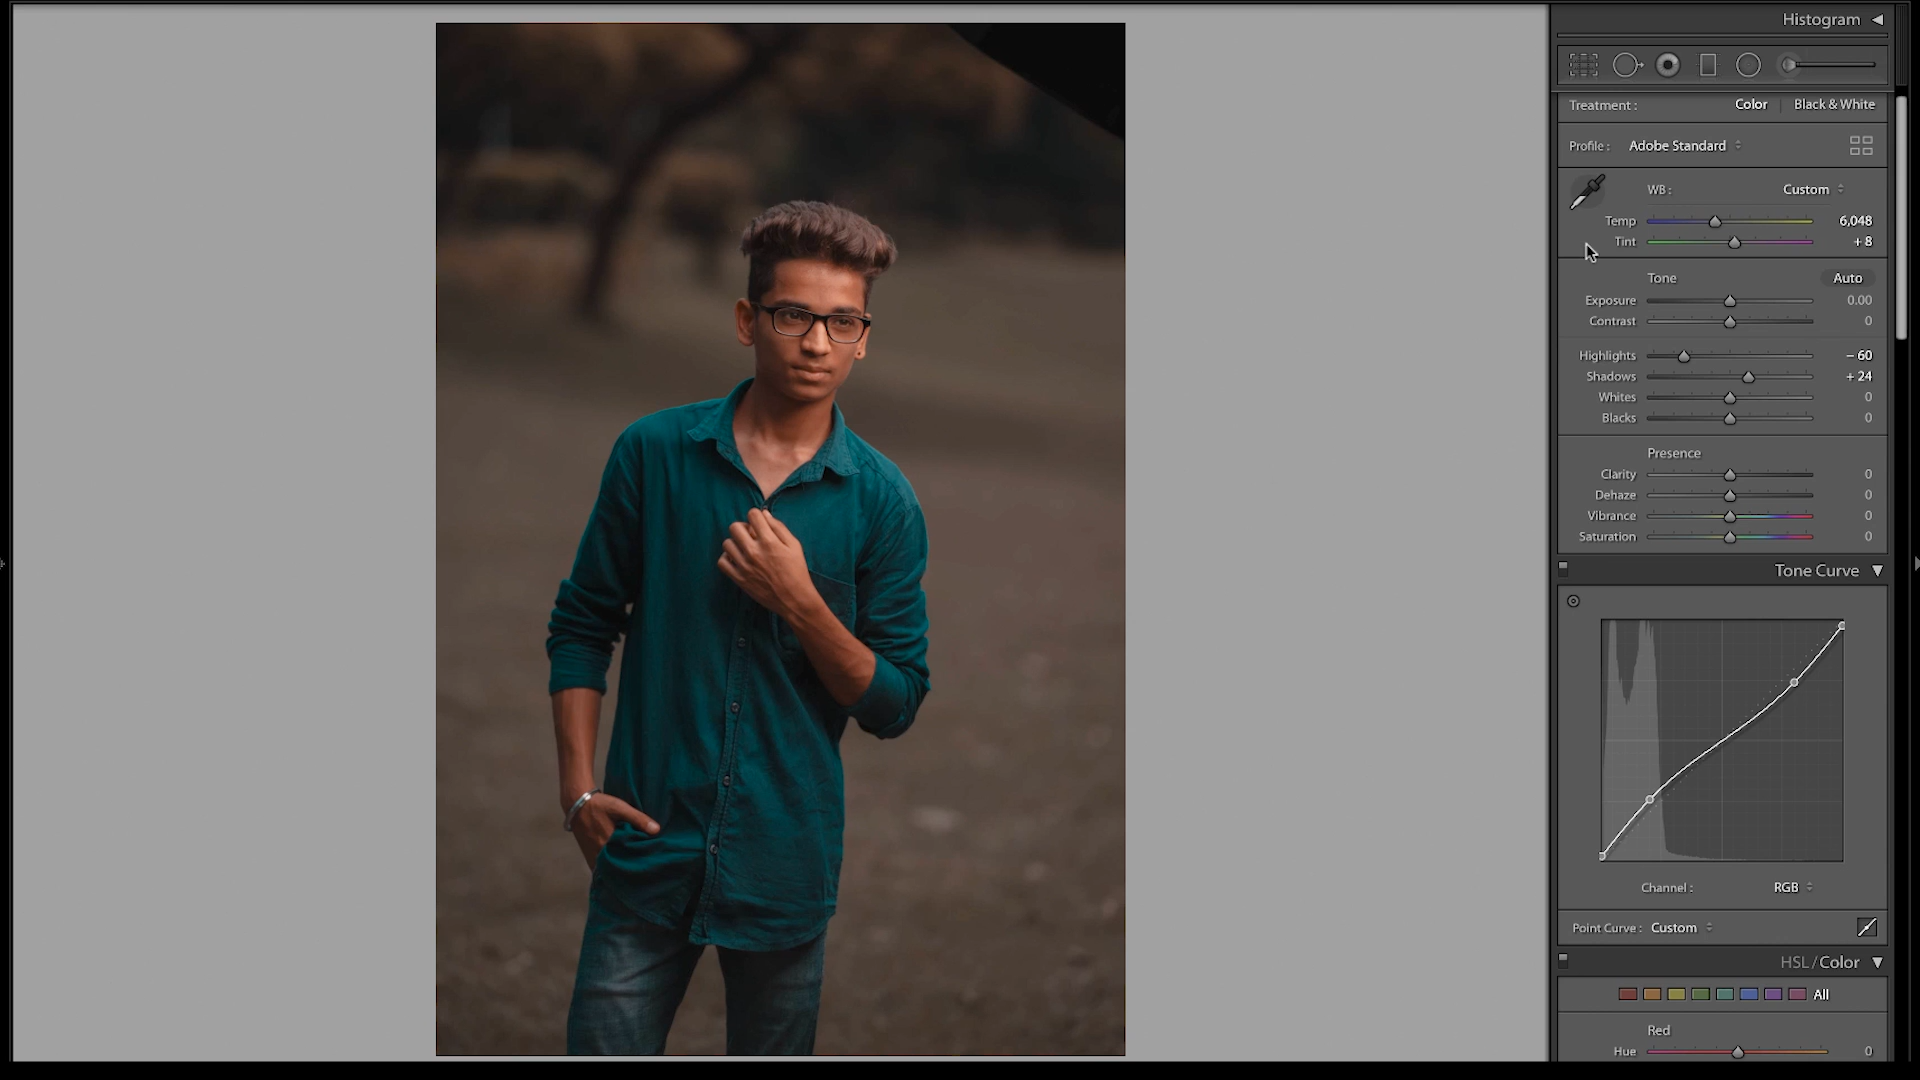 Histogram
Treatment : Color Black & White
Profile : Adobe Standard
WB : Custom
Temp 6,048
Tint + 8
Tone Auto
Exposure 0.00
Contrast 0
Highlights − 60
Shadows + 24
Whites 0
Blacks 0
Presence
Clarity 0
Dehaze 0
Vibrance 0
Saturation 0
Tone Curve
Channel : RGB
Point Curve : Custom
HSL / Color
All
Red
Hue 0